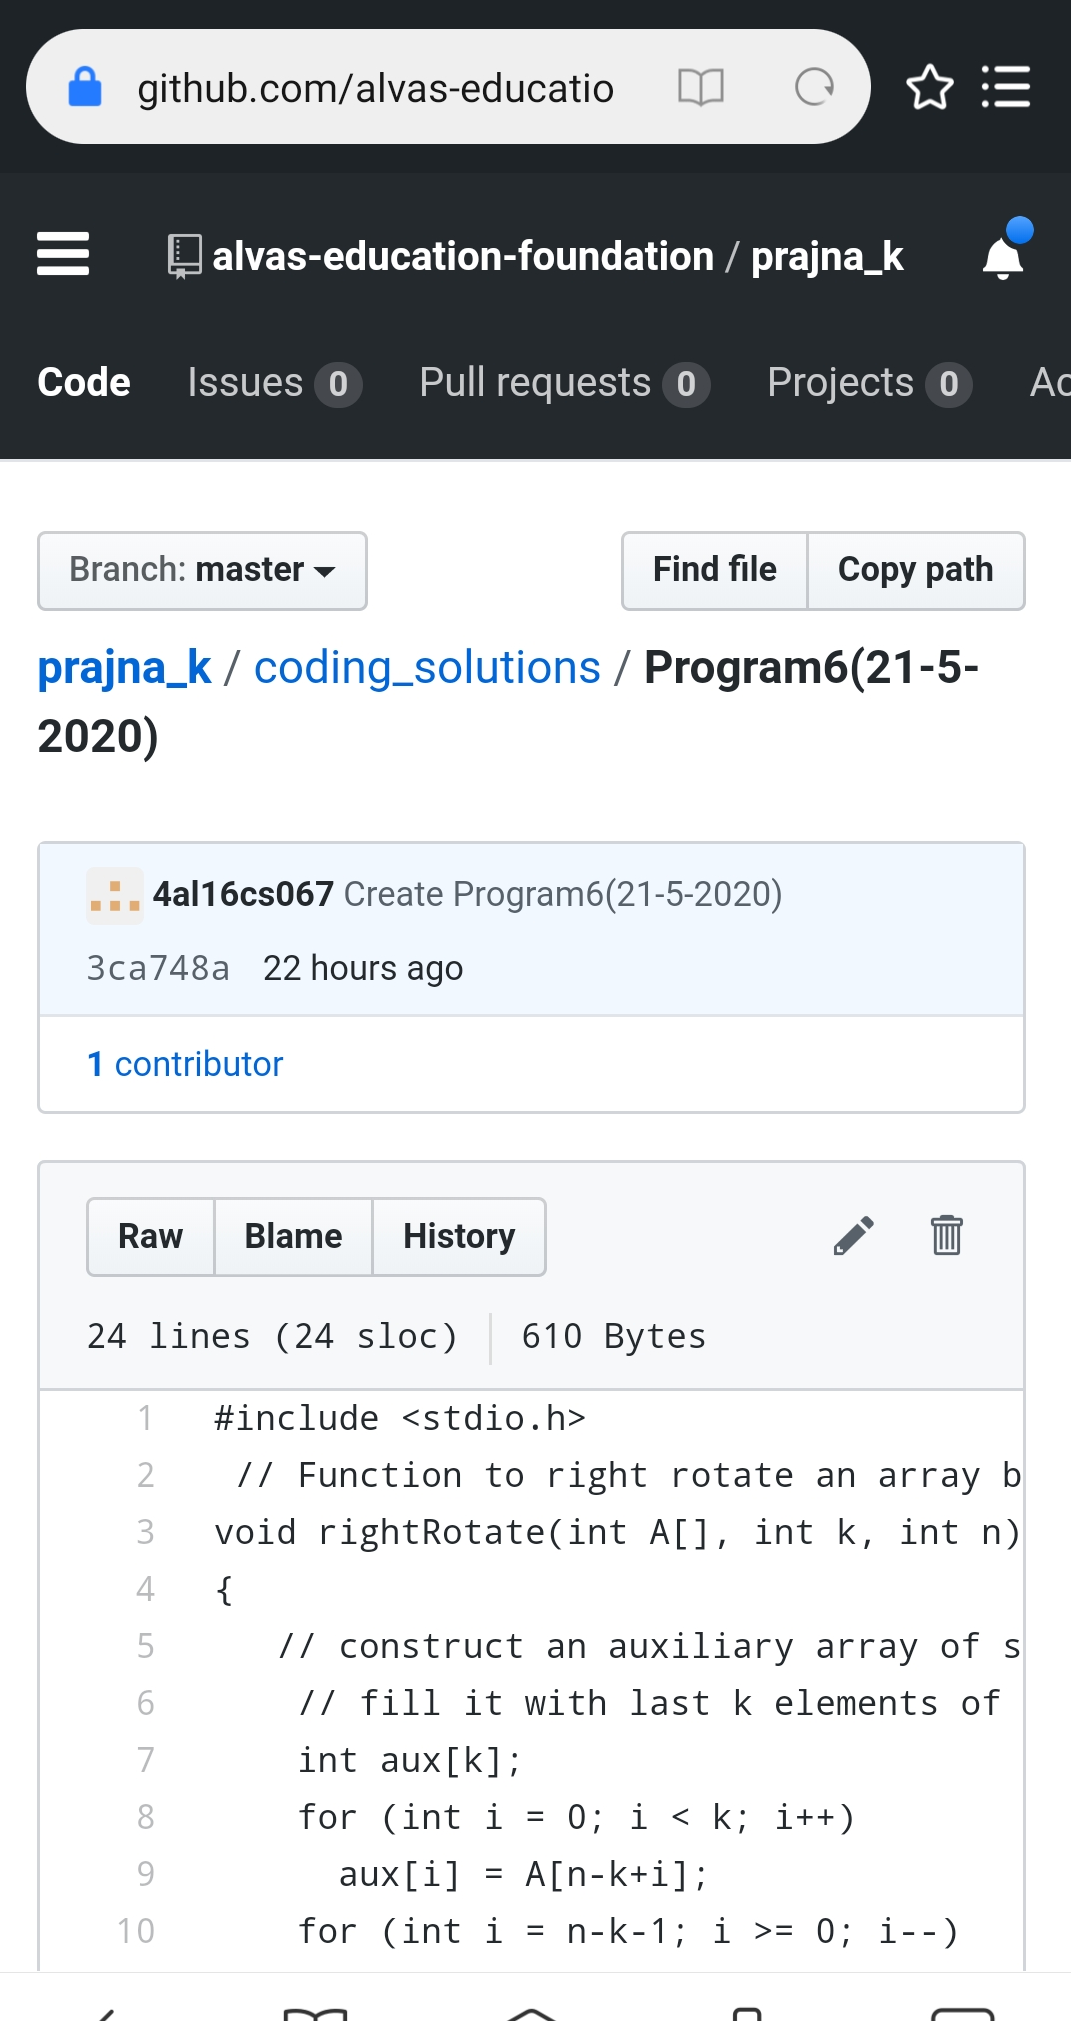 github.com/alvas-educatio
alvas-education-foundation / prajna_k
Code Issues 0 Pull requests 0 Projects 0 Ac
Branch: master Find file Copy path
prajna_k / coding_solutions / Program6(21-5-
2020)
4al16cs067 Create Program6(21-5-2020)
3ca748a 22 hours ago
1 contributor
Raw Blame History
24 lines (24 sloc) 610 Bytes
1 #include <stdio.h>
2 // Function to right rotate an array b
3 void rightRotate(int A[], int k, int n)
4 {
5 // construct an auxiliary array of s
6 // fill it with last k elements of
7 int aux[k];
8 for (int i = 0; i < k; i++)
9 aux[i] = A[n-k+i];
10 for (int i = n-k-1; i >= 0; i--)